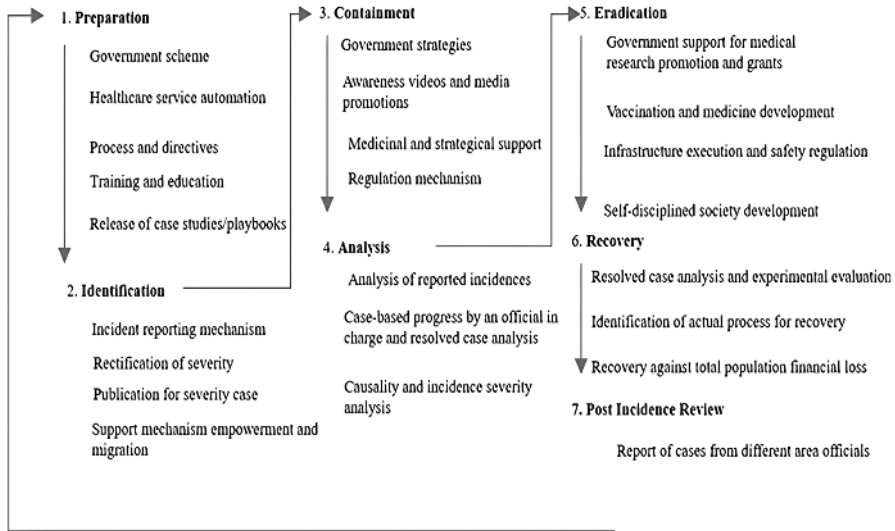 1. Preparation
Government scheme
Healthcare service automation
Process and directives
Training and education
Release of case studies/playbooks
2. Identification
Incident reporting mechanism
Rectification of severity
Publication for severity case
Support mechanism empowerment and
migration
3. Containment
Government strategies
Awareness videos and media
promotions
Medicinal and strategical support
Regulation mechanism
4. Analysis
Analysis of reported incidences
Case-based progress by an official in
charge and resolved case analysis
Causality and incidence severity
analysis
5. Eradication
Government support for medical
research promotion and grants
Vaccination and medicine development
Infrastructure execution and safety regulation
Self-disciplined society development
6. Recovery
Resolved case analysis and experimental evaluation
Identification of actual process for recovery
Recovery against total population financial loss
7. Post Incidence Review
Report of cases from different area officials